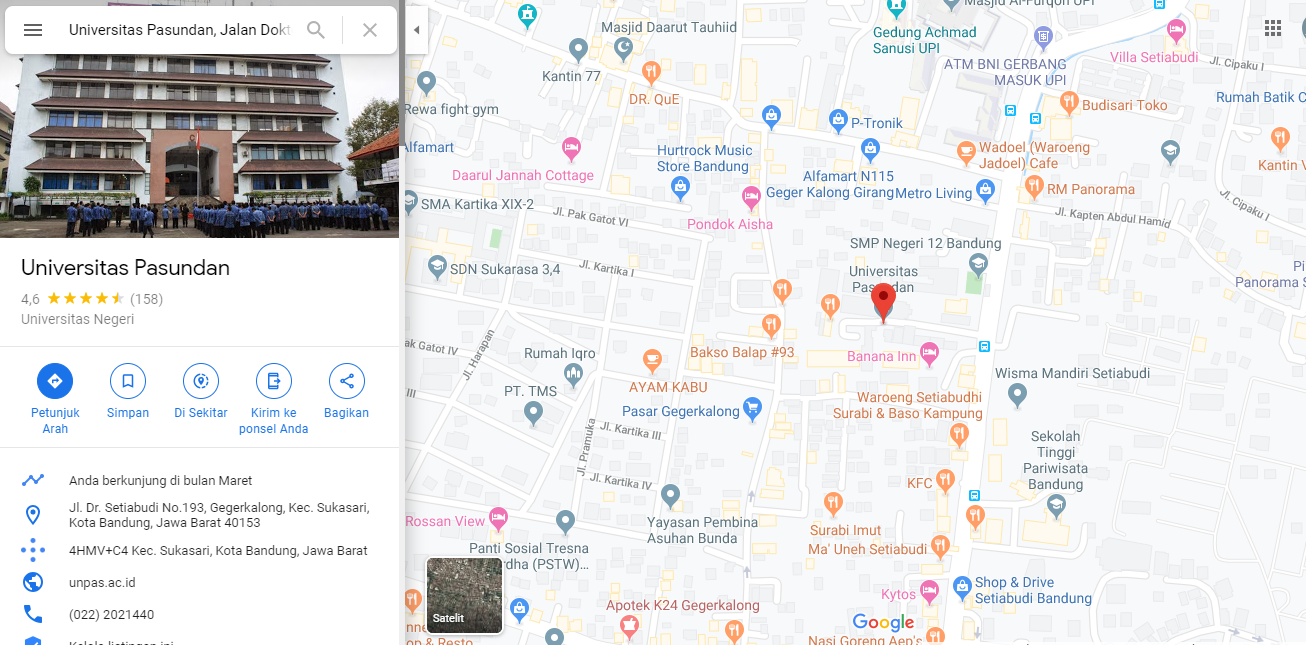 Universitas Pasundan, Jalan Dokt
Universitas Pasundan
4,6
(158)
Universitas Negeri
Petunjuk
Arah
Simpan
Di Sekitar
Kirim ke
ponsel Anda
Bagikan
Anda berkunjung di bulan Maret
Jl. Dr. Setiabudi No.193, Gegerkalong, Kec. Sukasari,
Kota Bandung, Jawa Barat 40153
4HMV+C4 Kec. Sukasari, Kota Bandung, Jawa Barat
unpas.ac.id
(022) 2021440
Kelola listingan ini
Masjid Al-Furqon UPI
Masjid Daarut Tauhiid
Gedung Achmad
Sanusi UPI
Villa Setiabudi
Jl. Cipaku I
ATM BNI GERBANG
MASUK UPI
Kantin 77
DR. QuE
Rewa fight gym
Budisari Toko
Rumah Batik C
P-Tronik
Alfamart
Hurtrock Music
Store Bandung
Wadoel (Waroeng
Jadoel) Cafe
Kantin V
Daarul Jannah Cottage
Alfamart N115
Geger Kalong Girang
Metro Living
RM Panorama
SMA Kartika XIX-2
Jl. Pak Gatot VI
Pondok Aisha
Jl. Kapten Abdul Hamid
Jl. Cipaku I
SMP Negeri 12 Bandung
SDN Sukarasa 3,4
Jl. Kartika I
Universitas
Pasundan
Pi
Panorama S
ak Gatot IV
Jl. Harapan
Rumah Iqro
Bakso Balap #93
Banana Inn
PT. TMS
AYAM KABU
Wisma Mandiri Setiabudi
Pasar Gegerkalong
Waroeng Setiabudhi
Surabi & Baso Kampung
Jl. Pramuka
Jl. Kartika III
Sekolah
Tinggi
Pariwisata
Bandung
Jl. Kartika IV
KFC
Rossan View
Yayasan Pembina
Asuhan Bunda
Surabi Imut
Ma' Uneh Setiabudi
Panti Sosial Tresna
rdha (PSTW)...
Shop & Drive
Setiabudi Bandung
Kytos
Apotek K24 Gegerkalong
Satelit
Google
Nasi Goreng Aep's
op & Resto